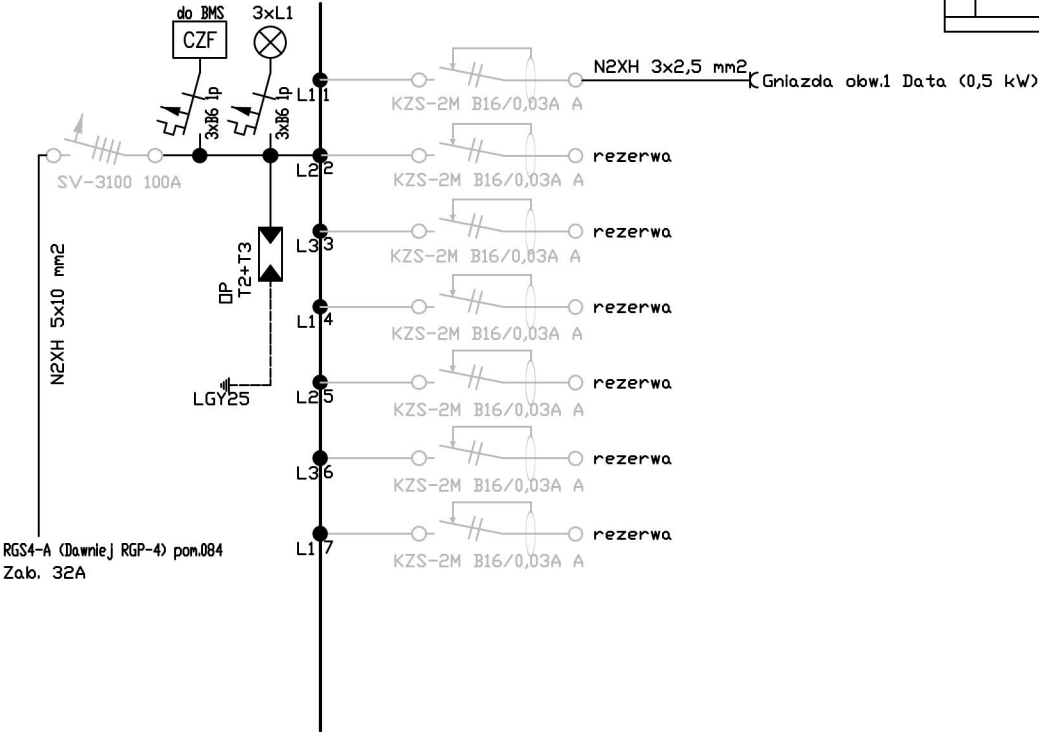 do BMS
3xL1
CZF
3xB6 1p
3xB6 1p
SV-3100 100A
N2XH 5x10 mm2
OP
T2+T3
LGY25
RGS4-A (Dawniej RGP-4) pom.084
Zab. 32A
L1 1
KZS-2M B16/0,03A A
N2XH 3x2,5 mm2
Gniazda obw.1 Data (0,5 kW)
L2 2
KZS-2M B16/0,03A A
rezerwa
L3 3
KZS-2M B16/0,03A A
rezerwa
L1 4
KZS-2M B16/0,03A A
rezerwa
L2 5
KZS-2M B16/0,03A A
rezerwa
L3 6
KZS-2M B16/0,03A A
rezerwa
L1 7
KZS-2M B16/0,03A A
rezerwa